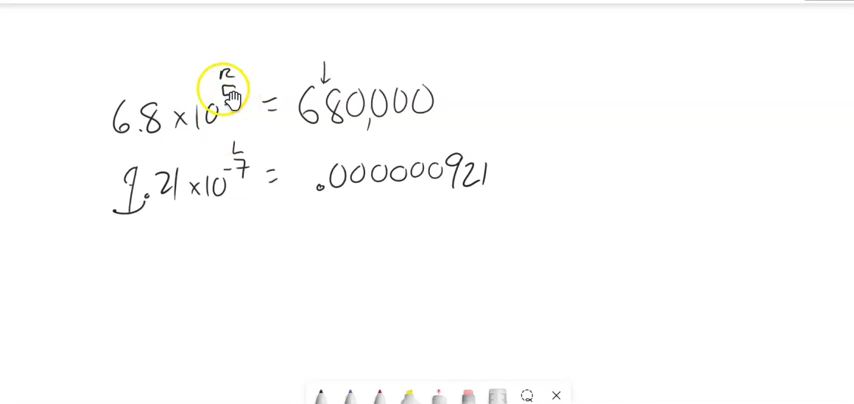 R
6.8 × 10⁵ = 680,000
L
9.21 × 10⁻⁷ = .000000921